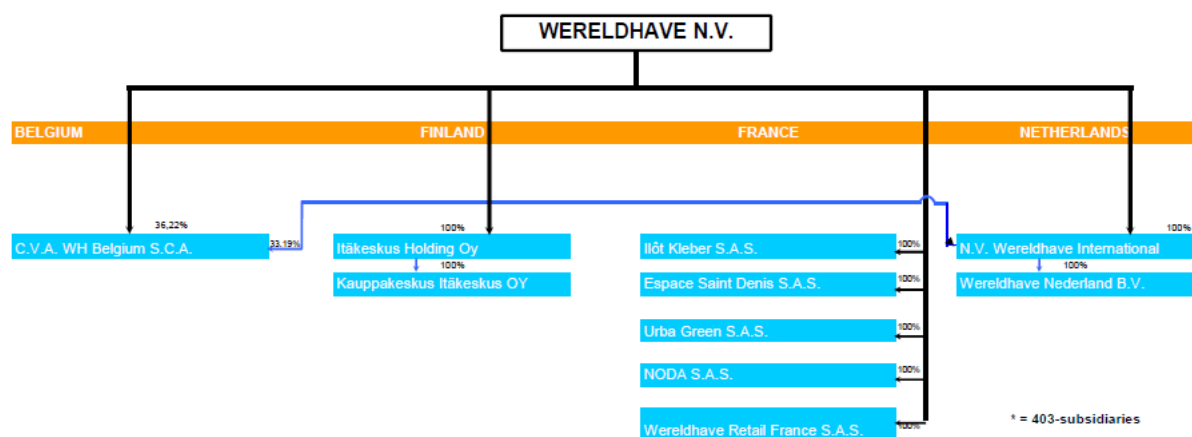 WERELDHAVE N.V.
BELGIUM FINLAND FRANCE NETHERLANDS
36,22% 100% 100%
C.V.A. WH Belgium S.C.A. 33.19% Itäkeskus Holding Oy Ilôt Kleber S.A.S. 100% N.V. Wereldhave International
100% 100%
Kauppakeskus Itäkeskus OY Espace Saint Denis S.A.S. 100% Wereldhave Nederland B.V.
Urba Green S.A.S. 100%
NODA S.A.S. 100%
* = 403-subsidiaries
Wereldhave Retail France S.A.S. 100%